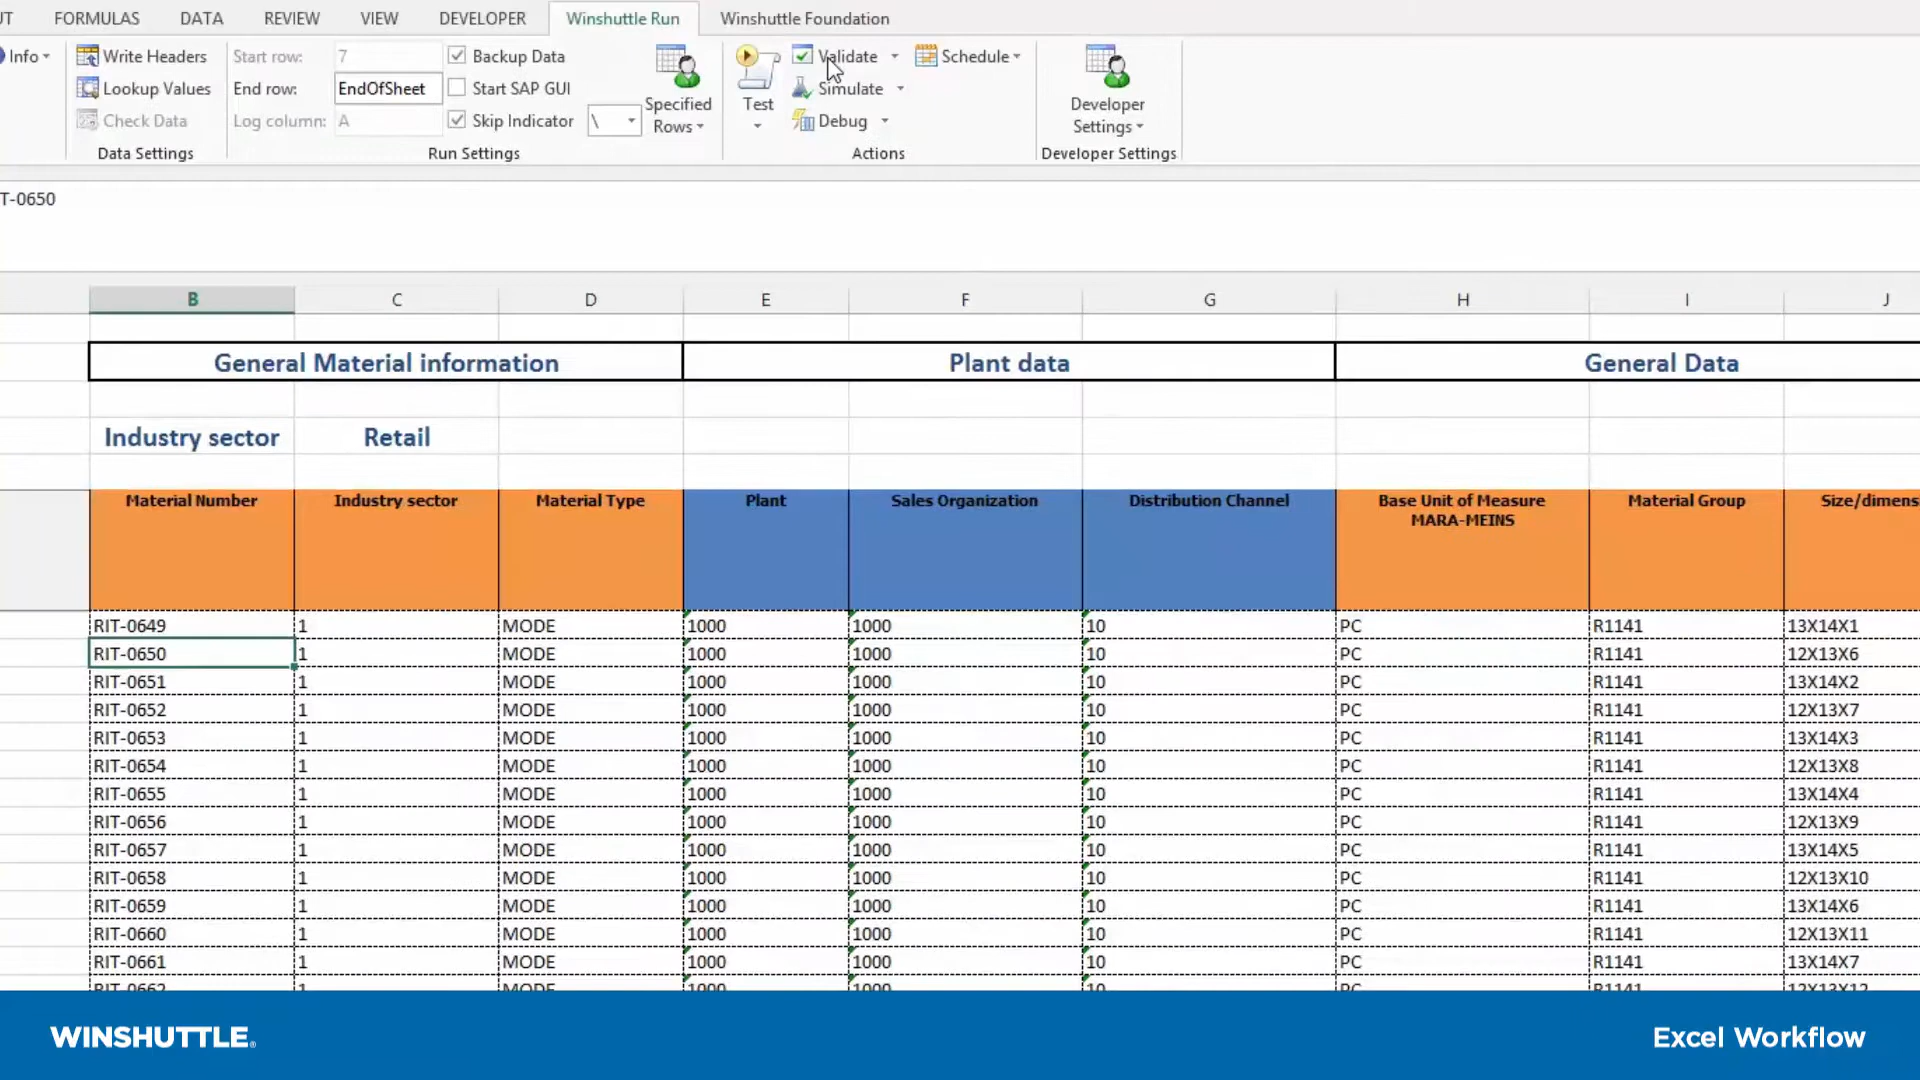 FORMULAS DATA REVIEW VIEW DEVELOPER Winshuttle Run Winshuttle Foundation
Info Write Headers Start row: 7 Backup Data Validate Schedule
Lookup Values End row: EndOfSheet Start SAP GUI Specified Rows Test Simulate Developer Settings
Check Data Log column: A Skip Indicator \ Debug
Data Settings Run Settings Actions Developer Settings
T-0650
B C D E F G H I J
General Material information Plant data General Data
Industry sector Retail
Material Number Industry sector Material Type Plant Sales Organization Distribution Channel Base Unit of Measure Material Group Size/dimens
MARA-MEINS
RIT-0649 1 MODE 1000 1000 10 PC R1141 13X14X1
RIT-0650 1 MODE 1000 1000 10 PC R1141 12X13X6
RIT-0651 1 MODE 1000 1000 10 PC R1141 13X14X2
RIT-0652 1 MODE 1000 1000 10 PC R1141 12X13X7
RIT-0653 1 MODE 1000 1000 10 PC R1141 13X14X3
RIT-0654 1 MODE 1000 1000 10 PC R1141 12X13X8
RIT-0655 1 MODE 1000 1000 10 PC R1141 13X14X4
RIT-0656 1 MODE 1000 1000 10 PC R1141 12X13X9
RIT-0657 1 MODE 1000 1000 10 PC R1141 13X14X5
RIT-0658 1 MODE 1000 1000 10 PC R1141 12X13X10
RIT-0659 1 MODE 1000 1000 10 PC R1141 13X14X6
RIT-0660 1 MODE 1000 1000 10 PC R1141 12X13X11
RIT-0661 1 MODE 1000 1000 10 PC R1141 13X14X7
RIT-0662 1 MODE 1000 1000 10 PC R1141 12X13X12
WINSHUTTLE® Excel Workflow